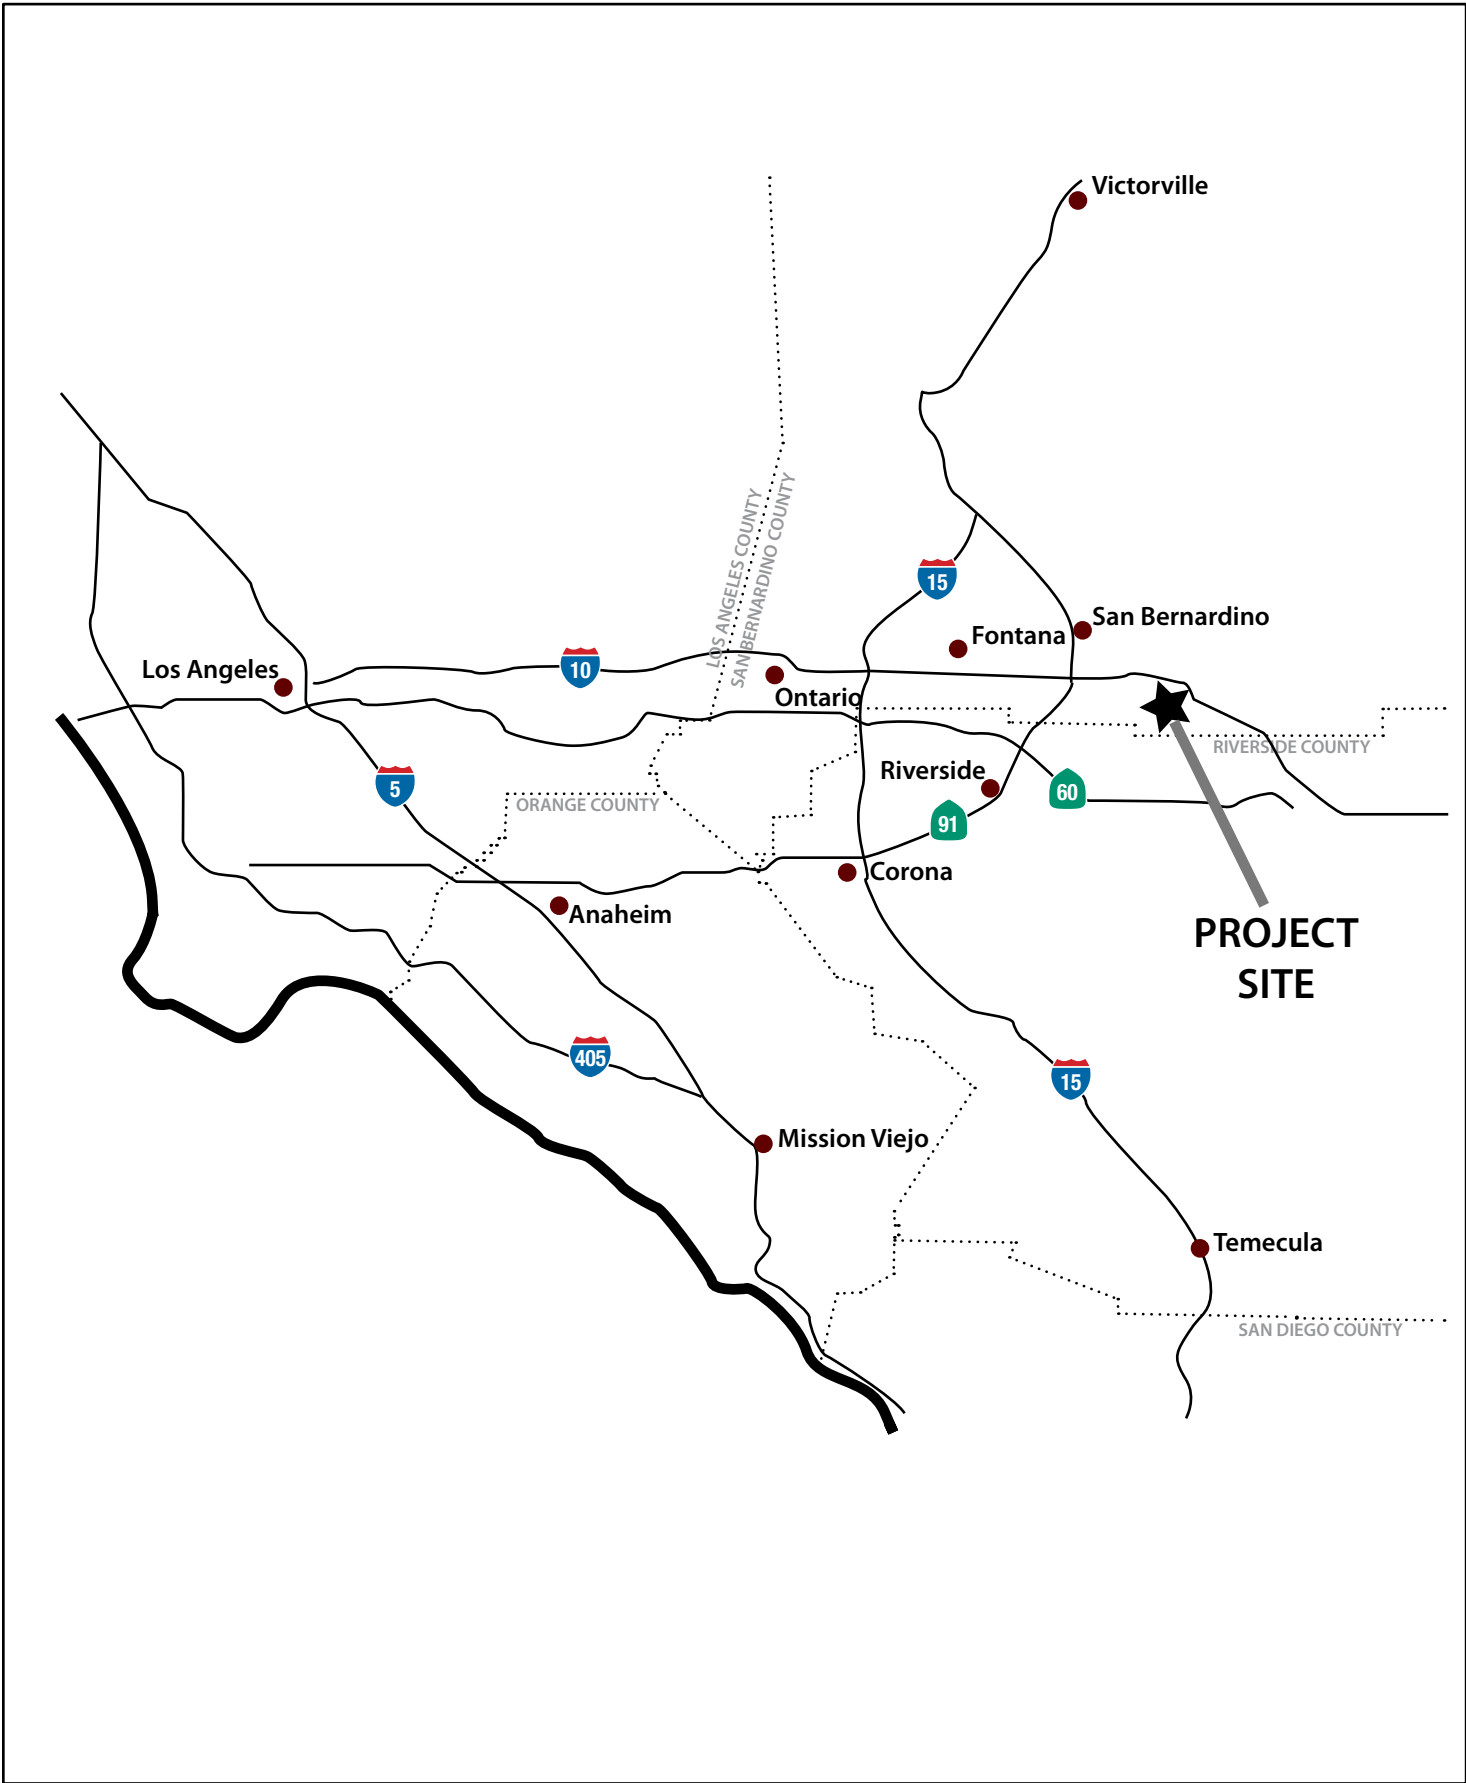 Victorville
LOS ANGELES COUNTY
SAN BERNARDINO COUNTY
15
San Bernardino
Fontana
Los Angeles
10
Ontario
RIVERSIDE COUNTY
Riverside
5
60
ORANGE COUNTY
91
Corona
Anaheim
PROJECT
SITE
405
15
Mission Viejo
Temecula
SAN DIEGO COUNTY